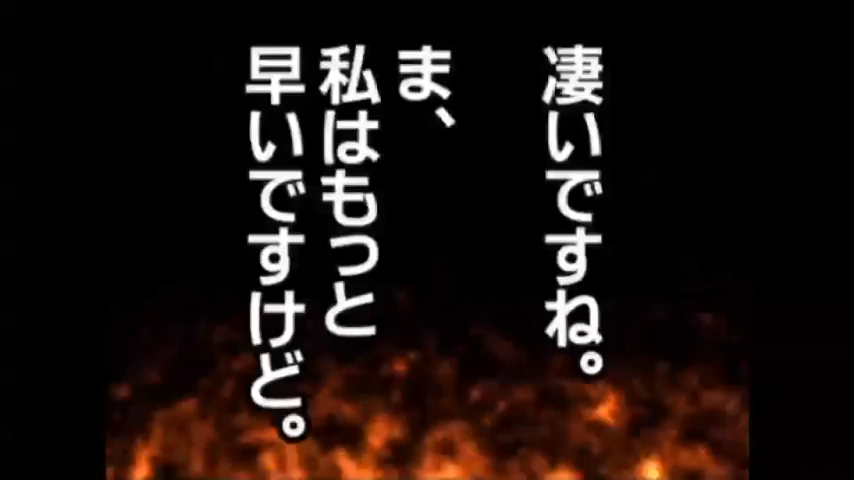 凄いですね。
ま、
私はもっと
早いですけど。